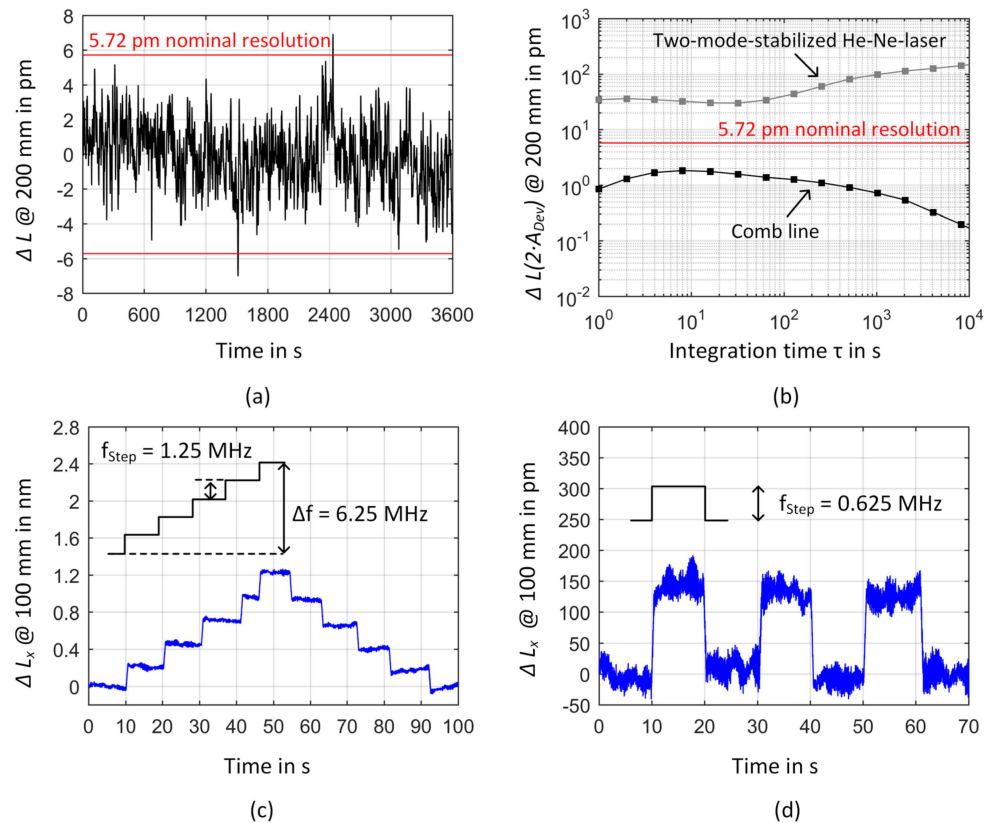 8
6
4
2
0
-2
-4
-6
-8
5.72 pm nominal resolution
Δ L @ 200 mm in pm
0 600 1200 1800 2400 3000 3600
Time in s
(a)
10³
10²
10¹
10⁰
10⁻¹
10⁻²
Two-mode-stabilized He-Ne-laser
5.72 pm nominal resolution
Comb line
Δ L(2·A_Dev) @ 200 mm in pm
10⁰ 10¹ 10² 10³ 10⁴
Integration time τ in s
(b)
2.8
2.4
2
1.6
1.2
0.8
0.4
0
f_Step = 1.25 MHz
Δf = 6.25 MHz
Δ Lₓ @ 100 mm in nm
0 10 20 30 40 50 60 70 80 90 100
Time in s
(c)
400
350
300
250
200
150
100
50
0
-50
f_Step = 0.625 MHz
Δ Lₓ @ 100 mm in pm
0 10 20 30 40 50 60 70
Time in s
(d)